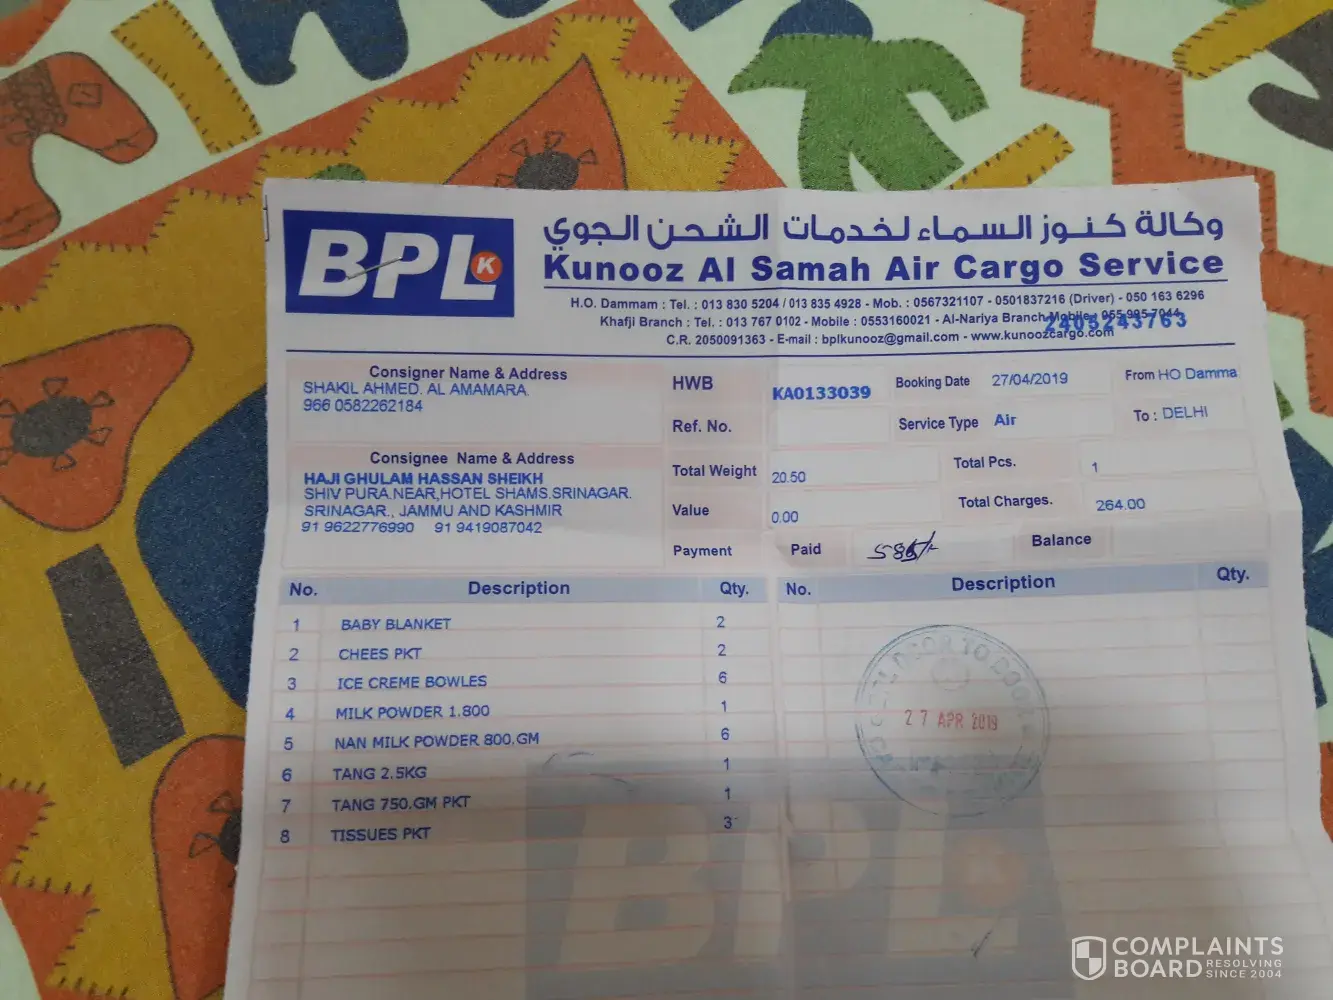 BPL K
وكالة كنوز السماء لخدمات الشحن الجوي
Kunooz Al Samah Air Cargo Service
H.O. Dammam : Tel. : 013 830 5204 / 013 835 4928 - Mob. : 0567321107 - 0501837216 (Driver) - 050 163 6296
Khafji Branch : Tel. : 013 767 0102 - Mobile : 0553160021 - Al-Nariya Branch Mobile : 055 995 7044
2405243763
C.R. 2050091363 - E-mail : bplkunooz@gmail.com - www.kunoozcargo.com
Consigner Name & Address
SHAKIL AHMED. AL AMAMARA.
966 0582262184
HWB KA0133039 Booking Date 27/04/2019 From HO Damma
Ref. No. Service Type Air To : DELHI
Consignee Name & Address
HAJI GHULAM HASSAN SHEIKH
SHIV PURA.NEAR,HOTEL SHAMS.SRINAGAR.
SRINAGAR., JAMMU AND KASHMIR
91 9622776990 91 9419087042
Total Weight 20.50 Total Pcs. 1
Value 0.00 Total Charges. 264.00
Payment Paid Balance
No. Description Qty. No. Description Qty.
1 BABY BLANKET 2
2 CHEES PKT 2
3 ICE CREME BOWLES 6
4 MILK POWDER 1.800 1
5 NAN MILK POWDER 800.GM 6
6 TANG 2.5KG 1
7 TANG 750.GM PKT 1
8 TISSUES PKT 3
DOOR TO DOOR
27 APR 2019
BPL K
COMPLAINTS
BOARD RESOLVING
SINCE 2004